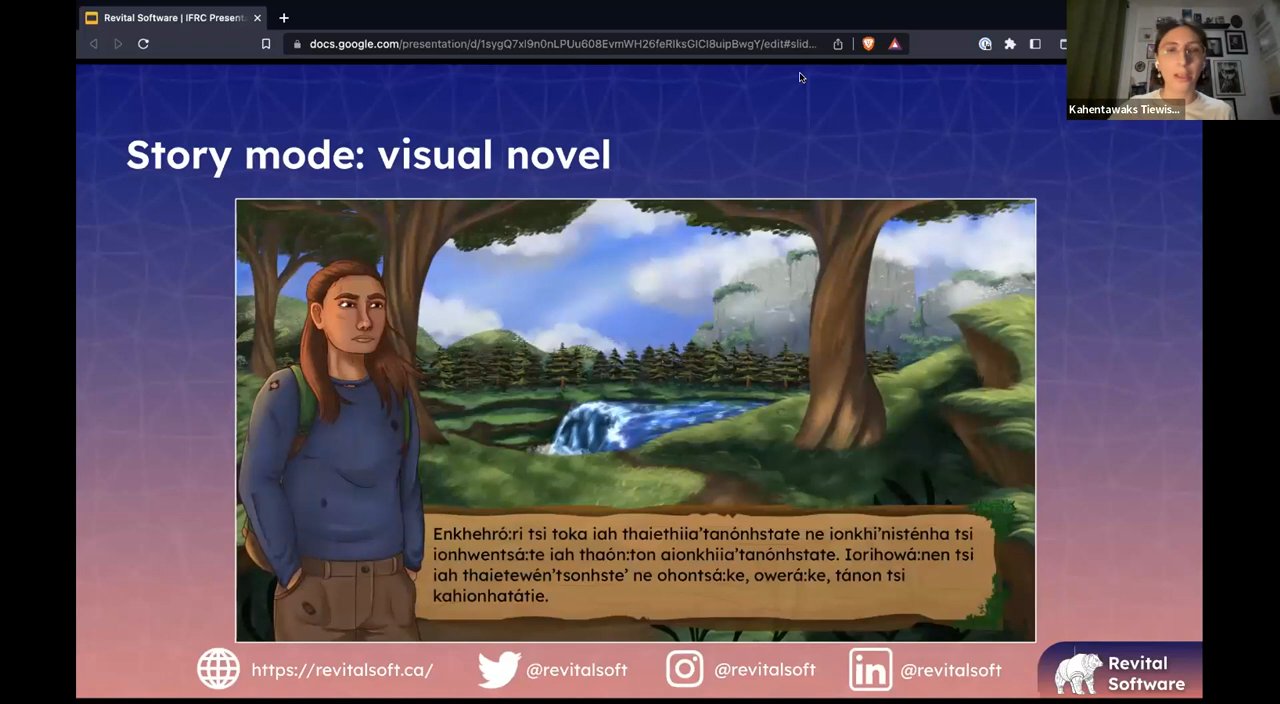 Revital Software | IFRC Present
docs.google.com/presentation/d/1sygQ7xI9n0nLPUu608EvmWH26feRIksGICI8uipBwgY/edit#slid...
Kahentawaks Tiewis...
Story mode: visual novel
Enkhehró:ri tsi toka iah thaiethiia'tanónhstate ne ionkhi'nisténha tsi
ionhwentsá:te iah thaón:ton aionkhiia'tanónhstate. Iorihowá:nen tsi
iah thaietewén'tsonhste' ne ohontsá:ke, owerá:ke, tánon tsi
kahionhatátie.
https://revitalsoft.ca/
@revitalsoft
@revitalsoft
@revitalsoft
Revital
Software